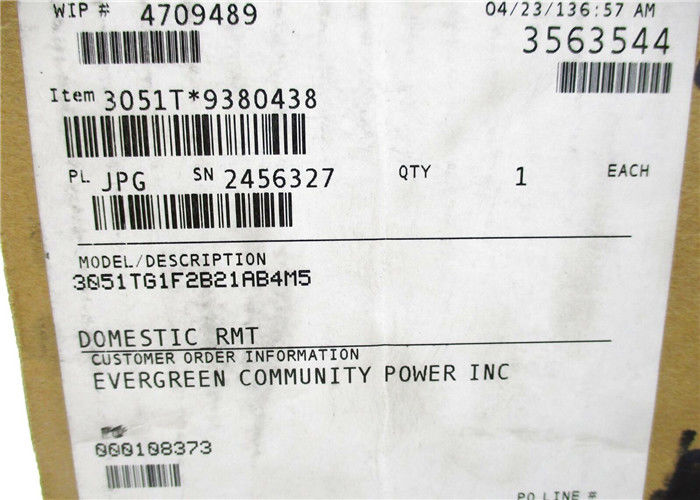 WIP # 4709489 04/23/136:57 AM
3563544
Item 3051T*9380438
PL JPG SN 2456327 QTY 1 EACH
MODEL/DESCRIPTION
3051TG1F2B21AB4M5
DOMESTIC RMT
CUSTOMER ORDER INFORMATION
EVERGREEN COMMUNITY POWER INC
000108373
PO LINE #